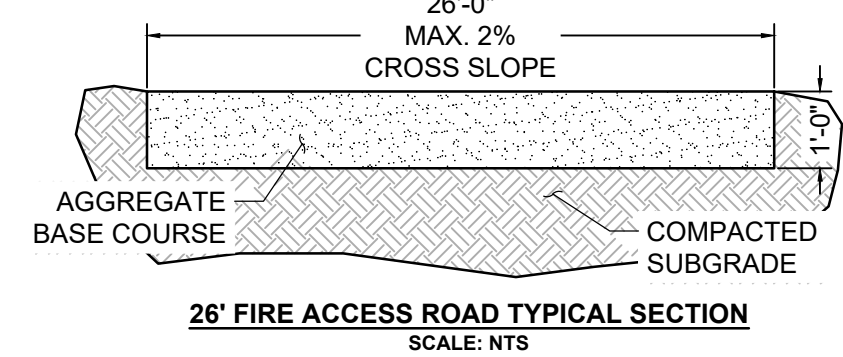 26'-0"
MAX. 2%
CROSS SLOPE
1'-0"
AGGREGATE
BASE COURSE
COMPACTED
SUBGRADE
26' FIRE ACCESS ROAD TYPICAL SECTION
SCALE: NTS